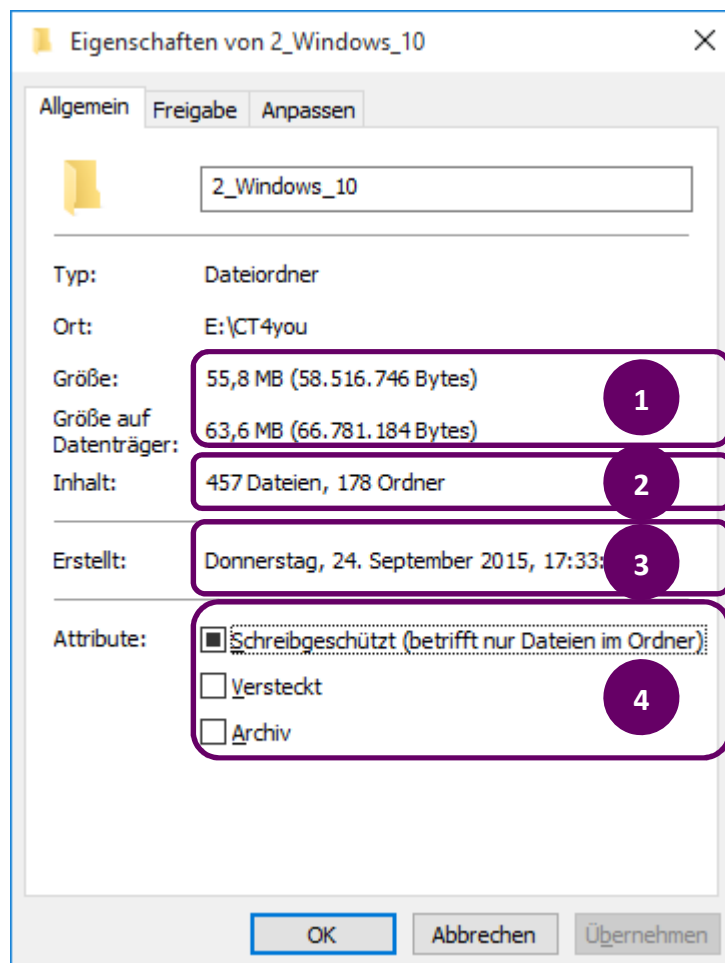 Eigenschaften von 2_Windows_10
Allgemein Freigabe Anpassen
2_Windows_10
Typ: Dateiordner
Ort: E:\CT4you
Größe: 55,8 MB (58.516.746 Bytes)
1
Größe auf
Datenträger: 63,6 MB (66.781.184 Bytes)
Inhalt: 457 Dateien, 178 Ordner 2
Erstellt: Donnerstag, 24. September 2015, 17:33: 3
Attribute: Schreibgeschützt (betrifft nur Dateien im Ordner)
Versteckt 4
Archiv
OK Abbrechen Übernehmen